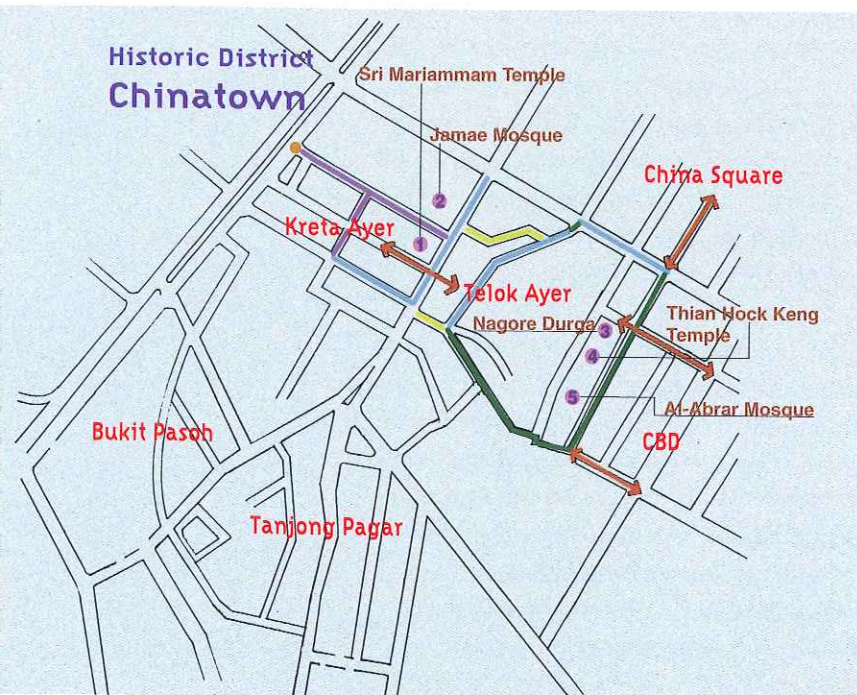 Historic District
Chinatown
Sri Mariammam Temple
Jamae Mosque
2
China Square
Kreta Ayer
1
Telok Ayer
Nagore Durga
3
Thian Hock Keng
Temple
4
5
Al-Abrar Mosque
Bukit Pasoh
CBD
Tanjong Pagar